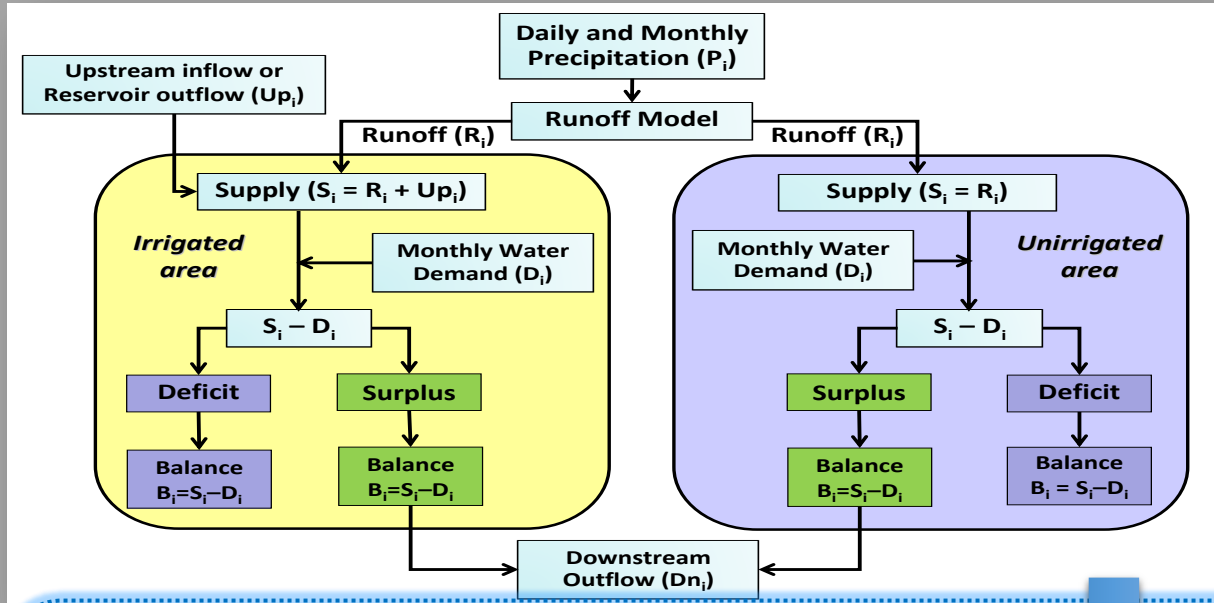 Daily and Monthly
Precipitation (Pᵢ)
Upstream inflow or
Reservoir outflow (Upᵢ)
Runoff Model
Runoff (Rᵢ)
Runoff (Rᵢ)
Supply (Sᵢ = Rᵢ + Upᵢ)
Irrigated
area
Monthly Water
Demand (Dᵢ)
Sᵢ – Dᵢ
Deficit
Surplus
Balance
Bᵢ=Sᵢ–Dᵢ
Balance
Bᵢ=Sᵢ–Dᵢ
Supply (Sᵢ = Rᵢ)
Monthly Water
Demand (Dᵢ)
Unirrigated
area
Sᵢ – Dᵢ
Surplus
Deficit
Balance
Bᵢ=Sᵢ–Dᵢ
Balance
Bᵢ = Sᵢ–Dᵢ
Downstream
Outflow (Dnᵢ)